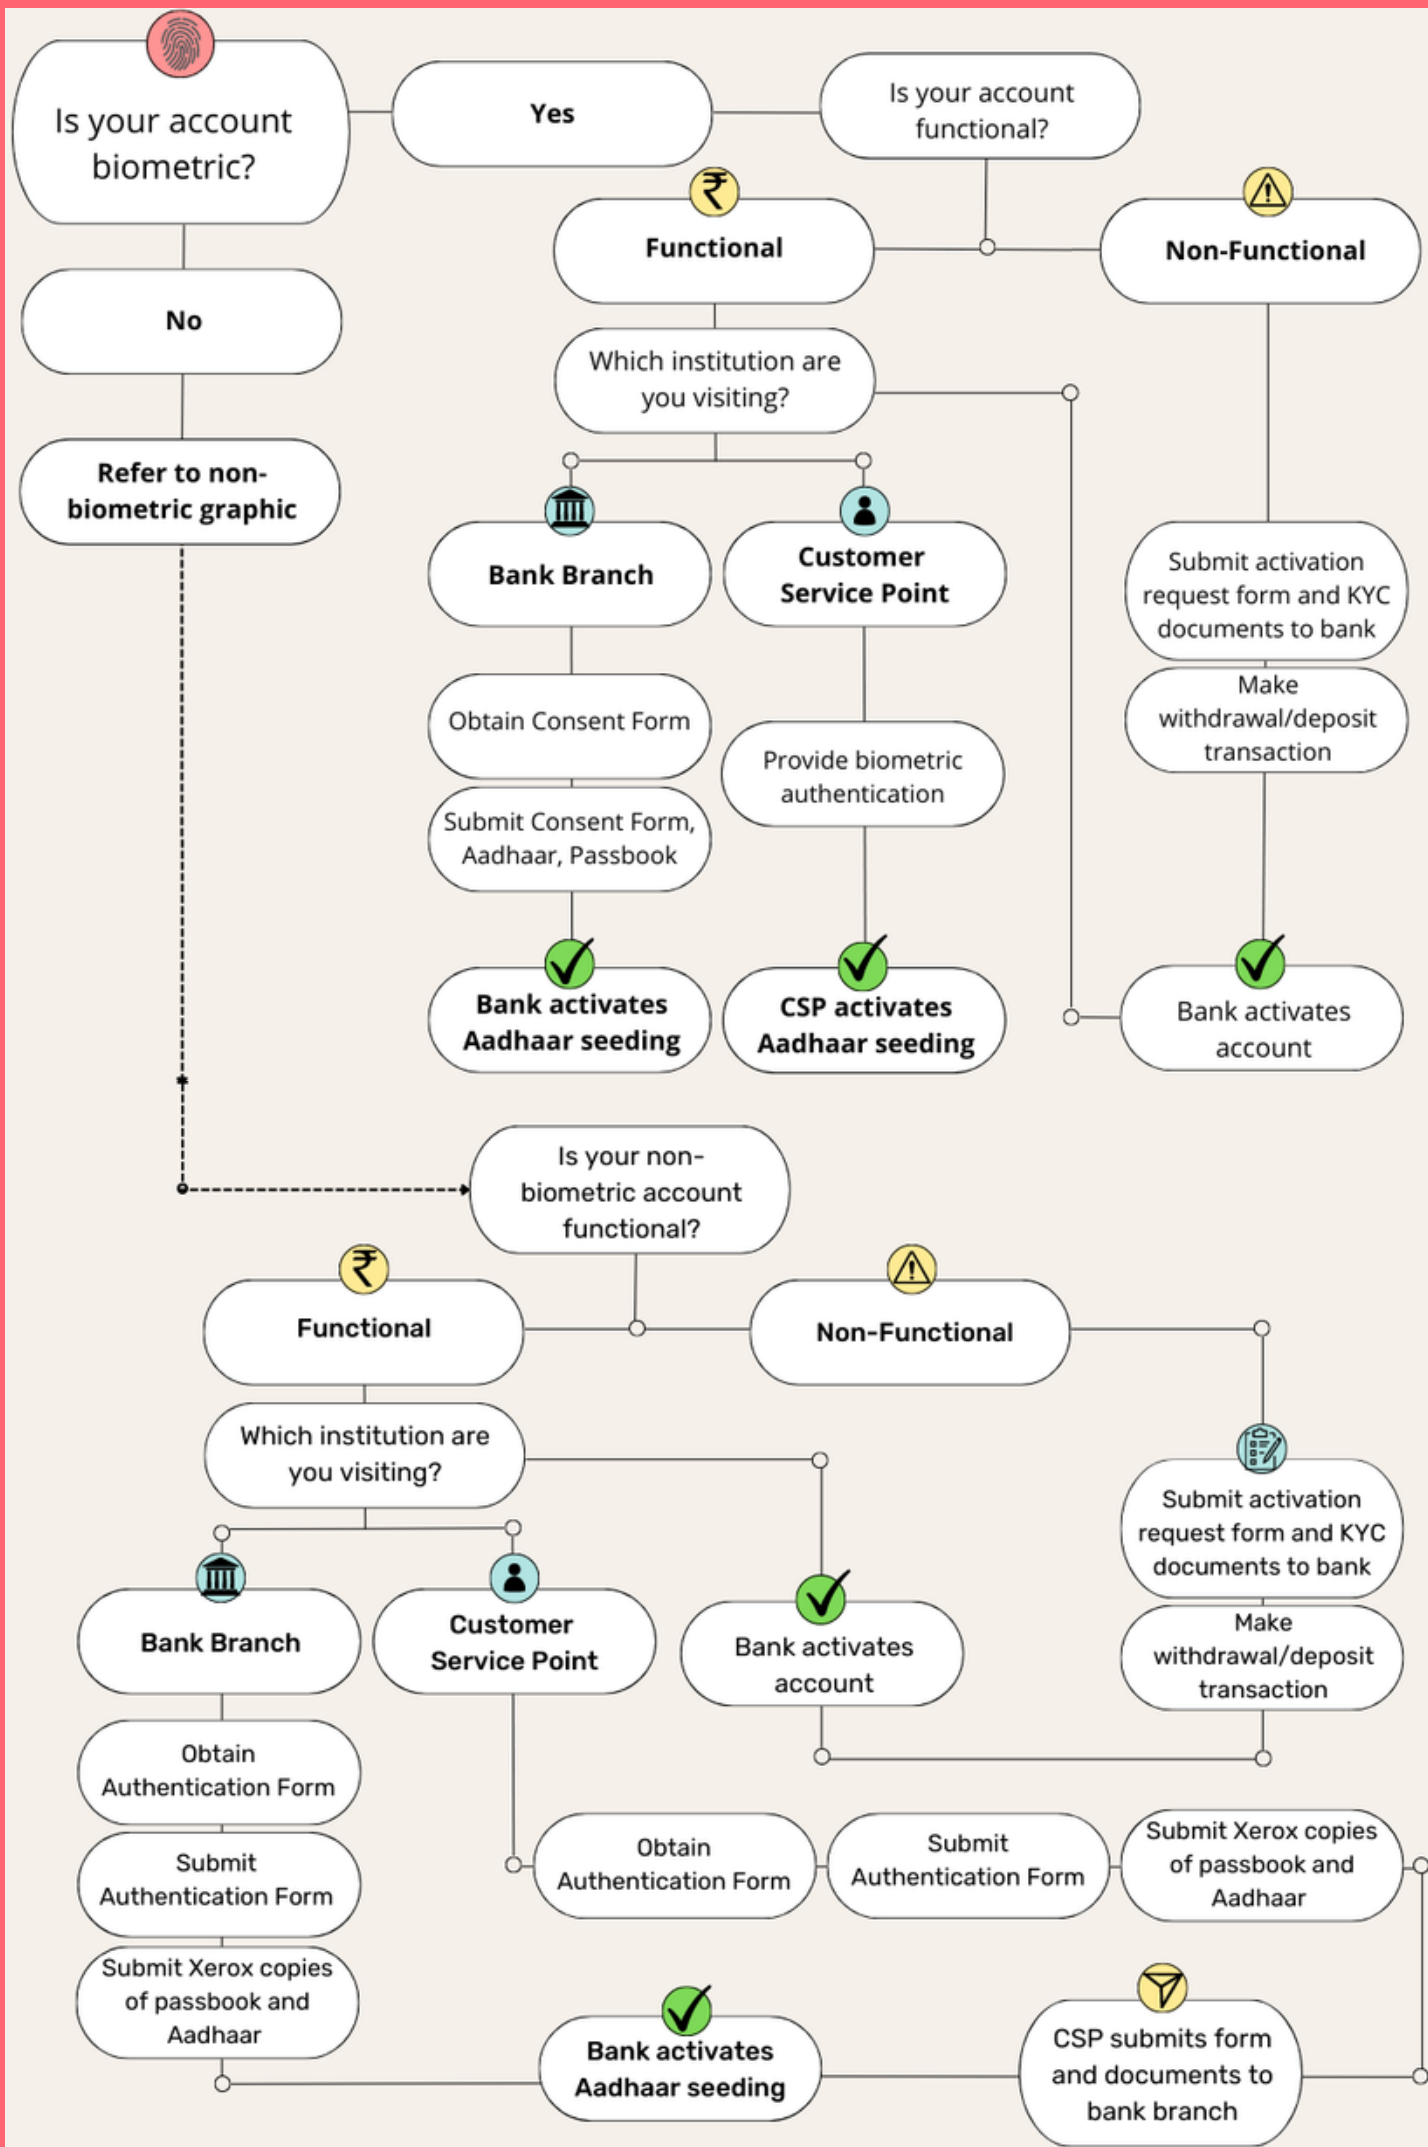 Is your account
biometric?
Yes
Is your account
functional?
Functional
Non-Functional
No
Which institution are
you visiting?
Refer to non-
biometric graphic
Bank Branch
Customer
Service Point
Submit activation
request form and KYC
documents to bank
Make
withdrawal/deposit
transaction
Obtain Consent Form
Provide biometric
authentication
Submit Consent Form,
Aadhaar, Passbook
Bank activates
Aadhaar seeding
CSP activates
Aadhaar seeding
Bank activates
account
Is your non-
biometric account
functional?
Functional
Non-Functional
Which institution are
you visiting?
Submit activation
request form and KYC
documents to bank
Bank Branch
Customer
Service Point
Bank activates
account
Make
withdrawal/deposit
transaction
Obtain
Authentication Form
Submit
Authentication Form
Submit Xerox copies
of passbook and
Aadhaar
Obtain
Authentication Form
Submit
Authentication Form
Submit Xerox copies
of passbook and
Aadhaar
Bank activates
Aadhaar seeding
CSP submits form
and documents to
bank branch